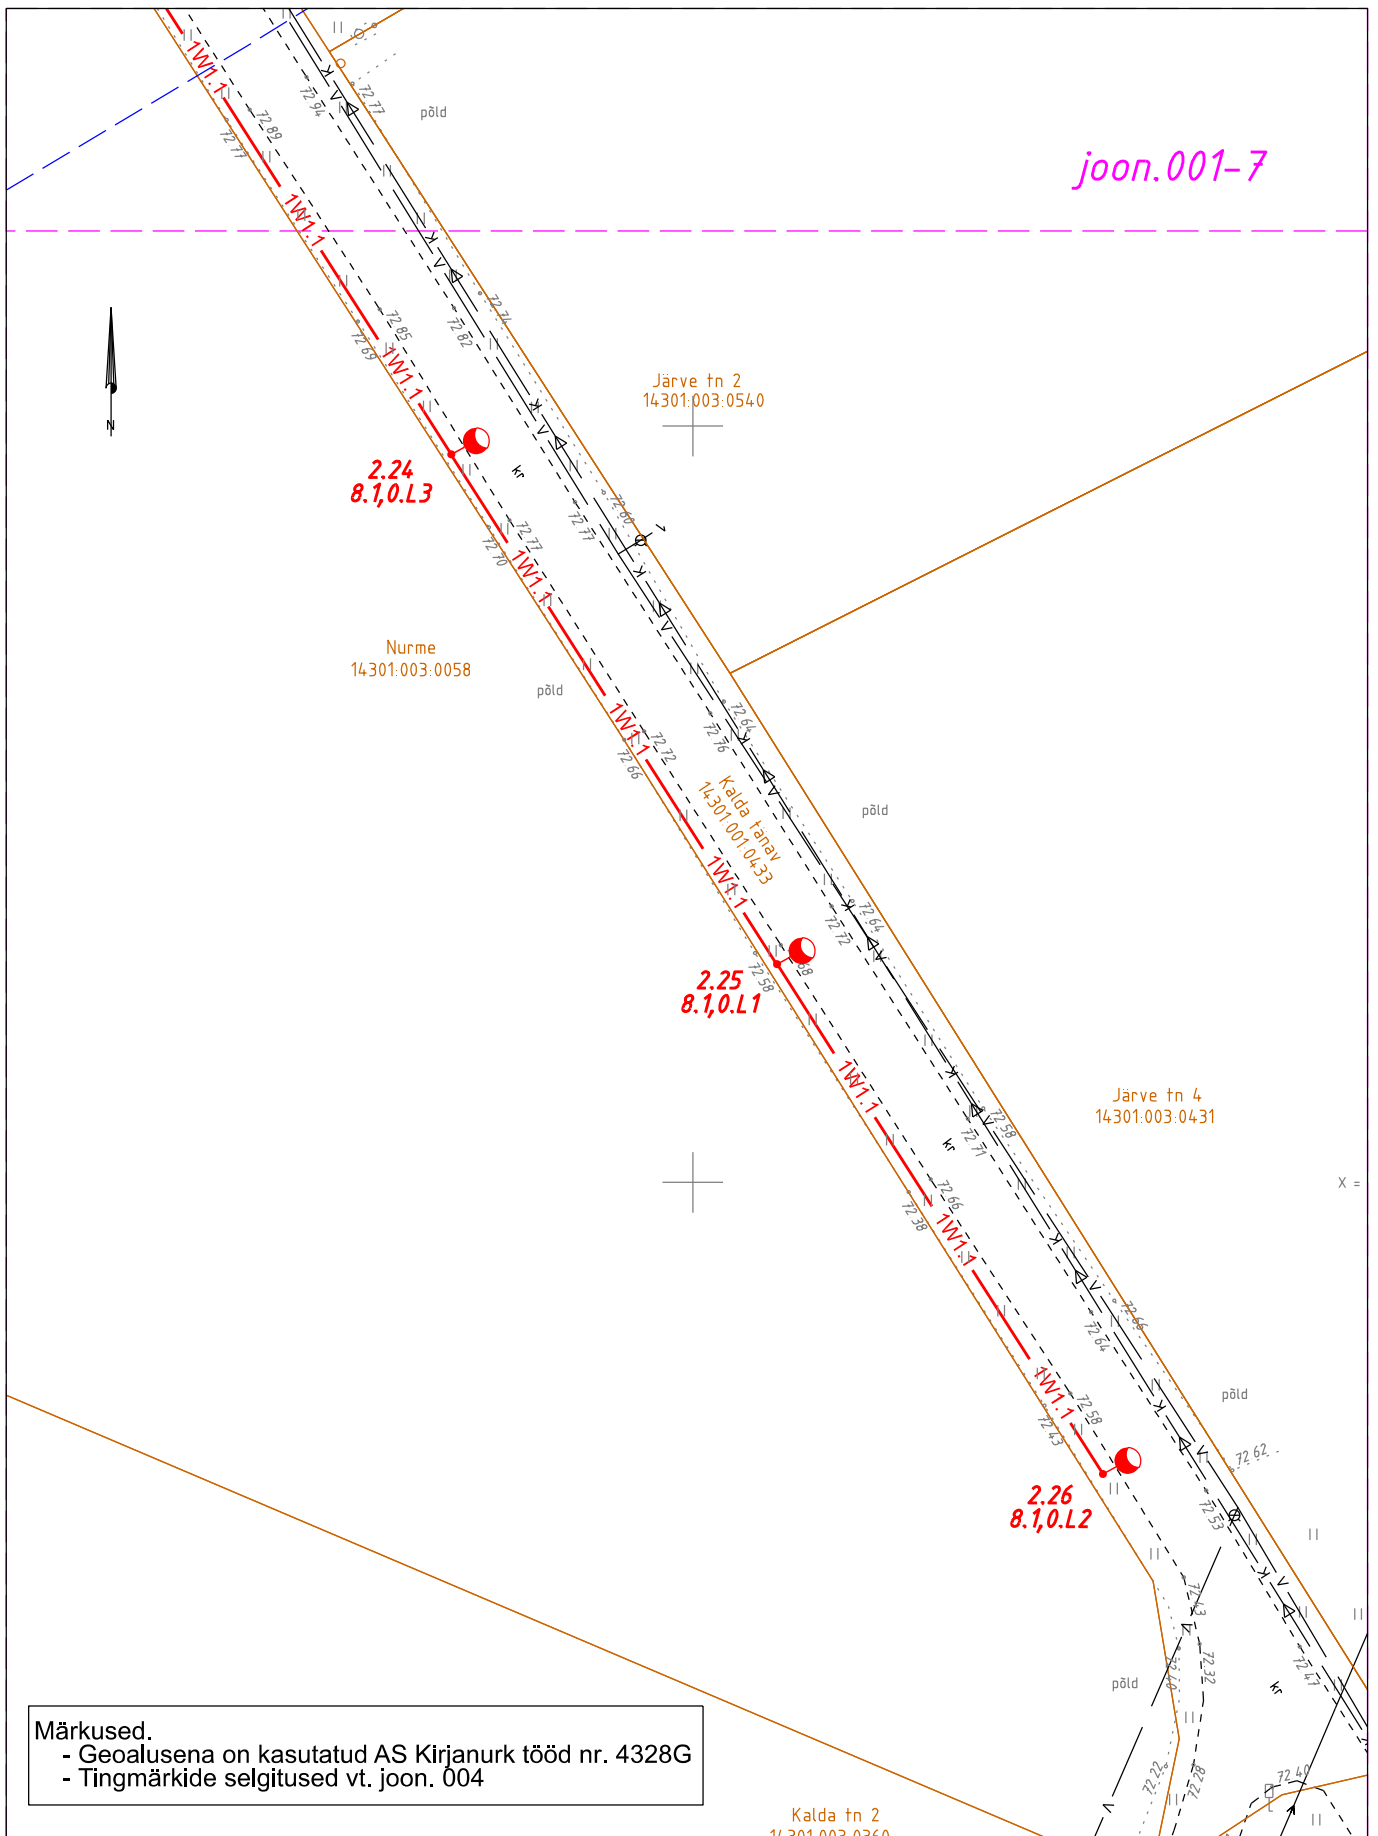 1W1.1
K
V
72.94
72.77
72.89
72.77
põld
joon.001-7
1W1.1
K
V
72.74
72.82
72.85
72.69
N
1W1.1
Järve tn 2
14301:003:0540
K
V
2.24
8.1,0.L3
kr
72.60
72.77
72.77
72.70
1W1.1
K
V
Nurme
14301:003:0058
põld
72.64
72.76
1W1.1
72.72
72.66
K
V
Kalda tänav
14301:001:0433
põld
1W1.1
72.64
72.72
K
V
2.25
8.1,0.L1
72.58
1W1.1
K
V
72.58
72.71
Järve tn 4
14301:003:0431
kr
X =
72.66
72.38
1W1.1
K
V
72.66
72.64
1W1.1
72.58
72.43
põld
K
V
72.62
2.26
8.1,0.L2
72.53
K
V
72.43
72.32
72.40
72.47
põld
kr
Märkused.
- Geoalusena on kasutatud AS Kirjanurk tööd nr. 4328G
- Tingmärkide selgitused vt. joon. 004
72.22
72.28
72.40
V
Kalda tn 2
14301:003:0360